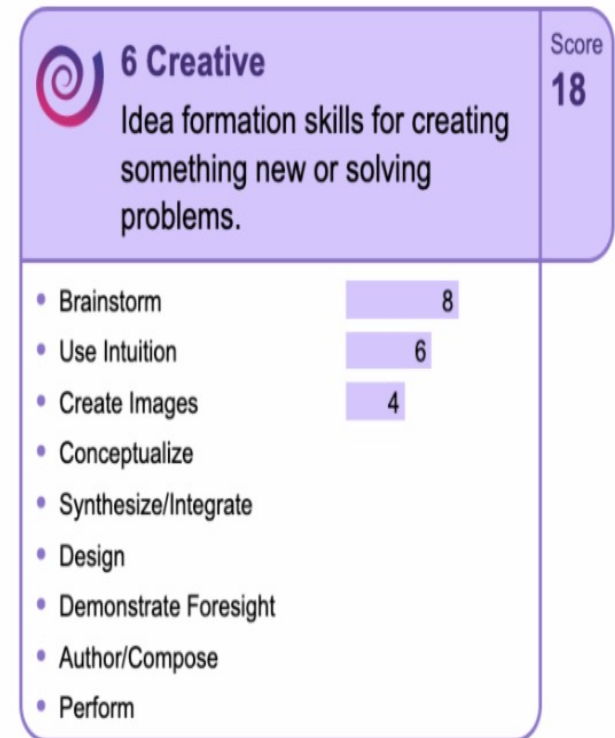 6 Creative
Idea formation skills for creating
something new or solving
problems.
Score
18
• Brainstorm 8
• Use Intuition 6
• Create Images 4
• Conceptualize
• Synthesize/Integrate
• Design
• Demonstrate Foresight
• Author/Compose
• Perform